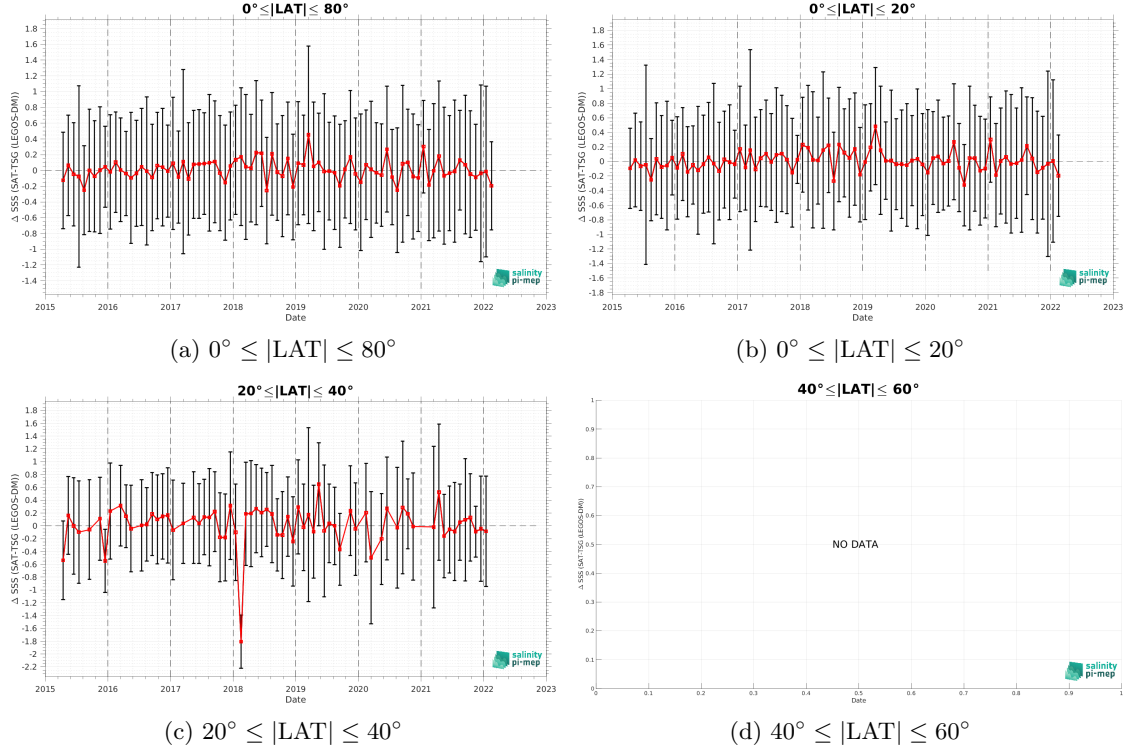 0°≤|LAT|≤ 80°
Δ SSS (SAT-TSG (LEGOS-DM))
1.8
1.6
1.4
1.2
1
0.8
0.6
0.4
0.2
0
-0.2
-0.4
-0.6
-0.8
-1
-1.2
-1.4
2015 2016 2017 2018 2019 2020 2021 2022 2023
Date
salinity
pi-mep
(a) 0° ≤ |LAT| ≤ 80°
0°≤|LAT|≤ 20°
Δ SSS (SAT-TSG (LEGOS-DM))
1.8
1.6
1.4
1.2
1
0.8
0.6
0.4
0.2
0
-0.2
-0.4
-0.6
-0.8
-1
-1.2
-1.4
-1.6
-1.8
2015 2016 2017 2018 2019 2020 2021 2022 2023
Date
salinity
pi-mep
(b) 0° ≤ |LAT| ≤ 20°
20°≤|LAT|≤ 40°
Δ SSS (SAT-TSG (LEGOS-DM))
1.8
1.6
1.4
1.2
1
0.8
0.6
0.4
0.2
0
-0.2
-0.4
-0.6
-0.8
-1
-1.2
-1.4
-1.6
-1.8
-2
-2.2
2015 2016 2017 2018 2019 2020 2021 2022 2023
Date
salinity
pi-mep
(c) 20° ≤ |LAT| ≤ 40°
40°≤|LAT|≤ 60°
Δ SSS (SAT-TSG (LEGOS-DM))
1
0.9
0.8
0.7
0.6
0.5
0.4
0.3
0.2
0.1
0
NO DATA
0 0.1 0.2 0.3 0.4 0.5 0.6 0.7 0.8 0.9 1
Date
salinity
pi-mep
(d) 40° ≤ |LAT| ≤ 60°